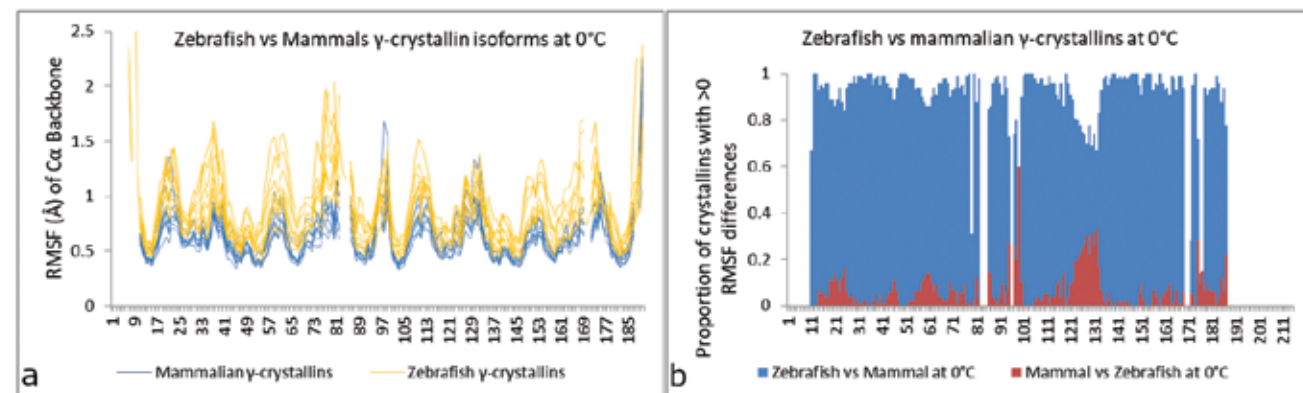 Zebrafish vs Mammals γ-crystallin isoforms at 0°C
RMSF (Å) of Cα Backbone
2.5
2
1.5
1
0.5
0
1 9 17 25 33 41 49 57 65 73 81 89 97 105 113 121 129 137 145 153 161 169 177 185
Mammalian γ-crystallins Zebrafish γ-crystallins
a
Zebrafish vs mammalian γ-crystallins at 0°C
Proportion of crystallins with >0
RMSF differences
1
0.8
0.6
0.4
0.2
0
1 11 21 31 41 51 61 71 81 91 101 111 121 131 141 151 161 171 181 191 201 211
Zebrafish vs Mammal at 0°C Mammal vs Zebrafish at 0°C
b